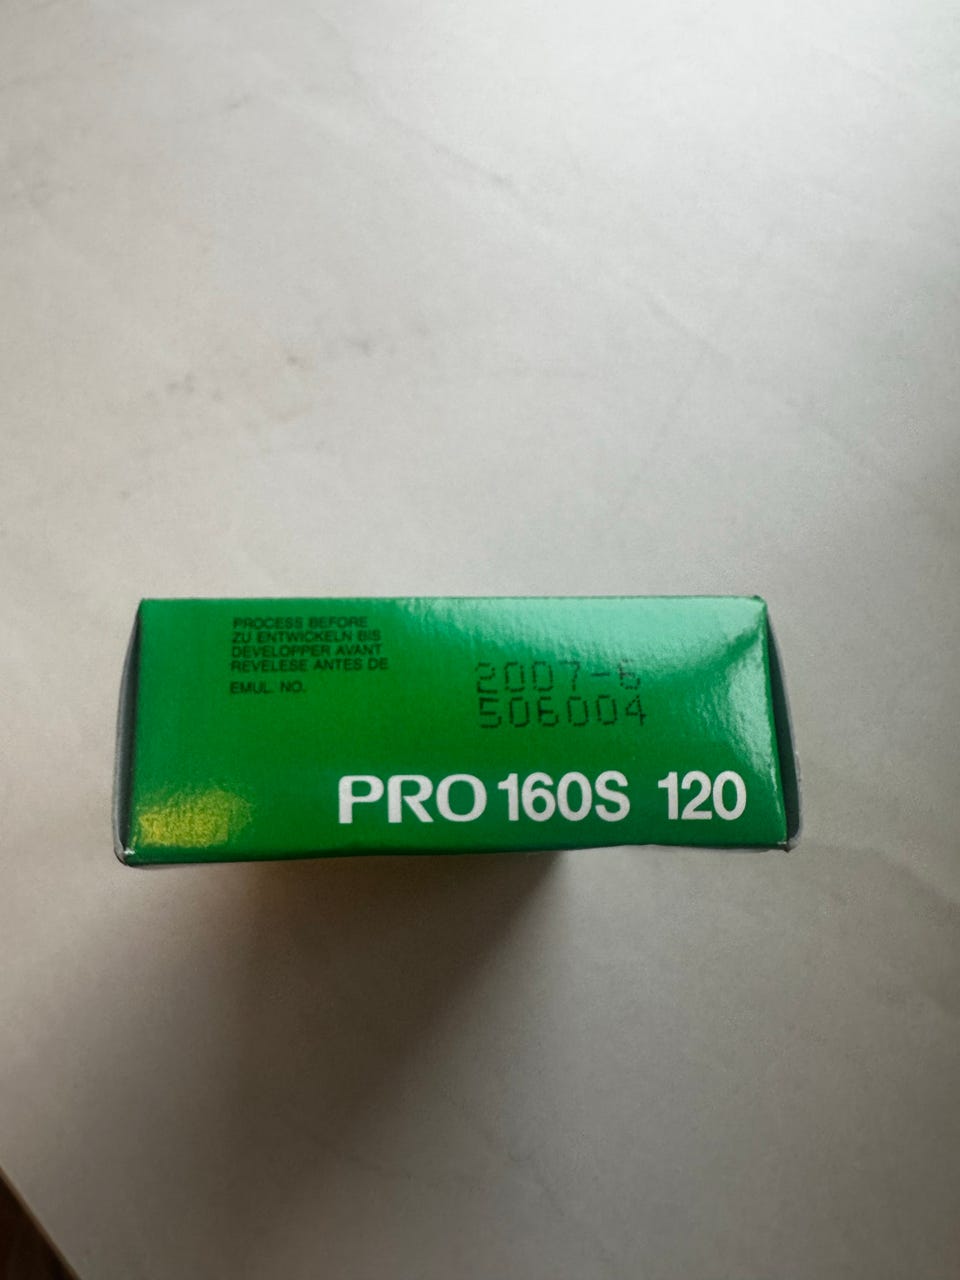 PROCESS BEFORE
ZU ENTWICKELN BIS
DEVELOPPER AVANT
REVELESE ANTES DE
EMUL. NO.
2007-6
506004
PRO 160S 120